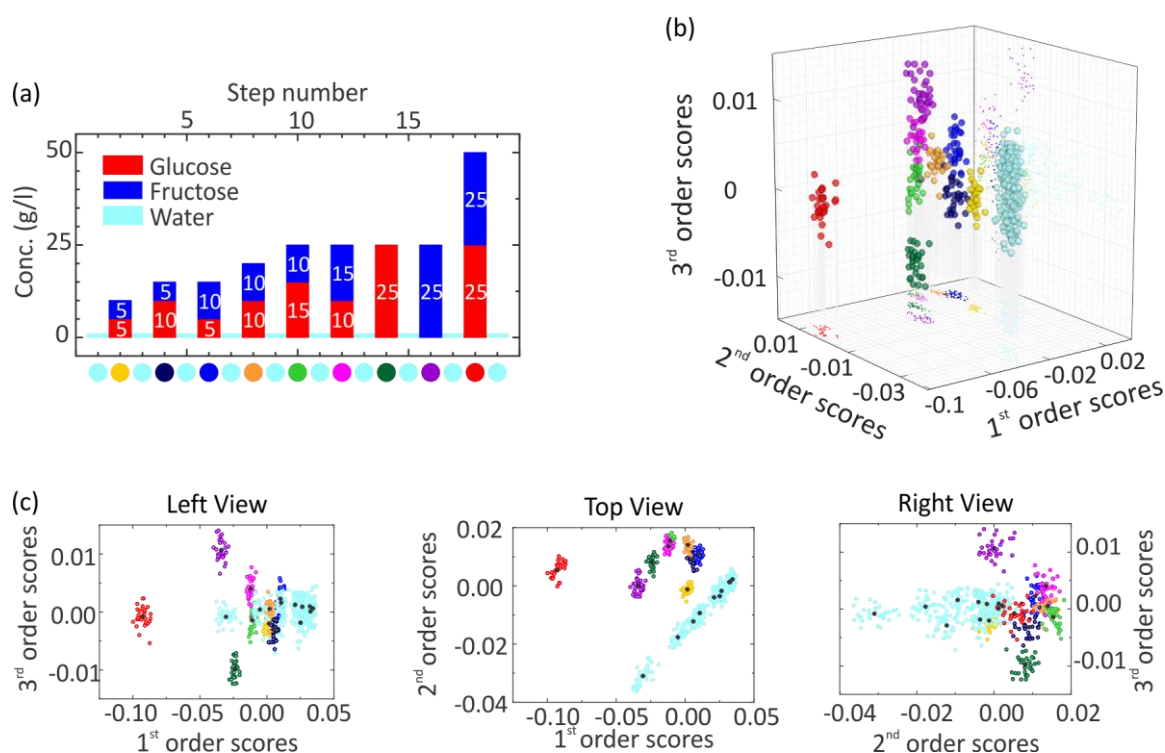 (a)
Step number
5 10 15
Conc. (g/l)
50
25
0
Glucose
Fructose
Water
5 5 10 10 10 15 25 25 25
5 10 5 10 15 10 25
(b)
3rd order scores
0.01
0
-0.01
2nd order scores
0.01
-0.01
-0.03
1st order scores
-0.1
-0.06
-0.02
0.02
(c)
Left View
3rd order scores
0.01
0.00
-0.01
-0.10 -0.05 0.00 0.05
1st order scores
Top View
2nd order scores
0.02
0.00
-0.02
-0.04
-0.10 -0.05 0.00 0.05
1st order scores
Right View
3rd order scores
0.01
0.00
-0.01
-0.04 -0.02 0.00 0.02
2nd order scores